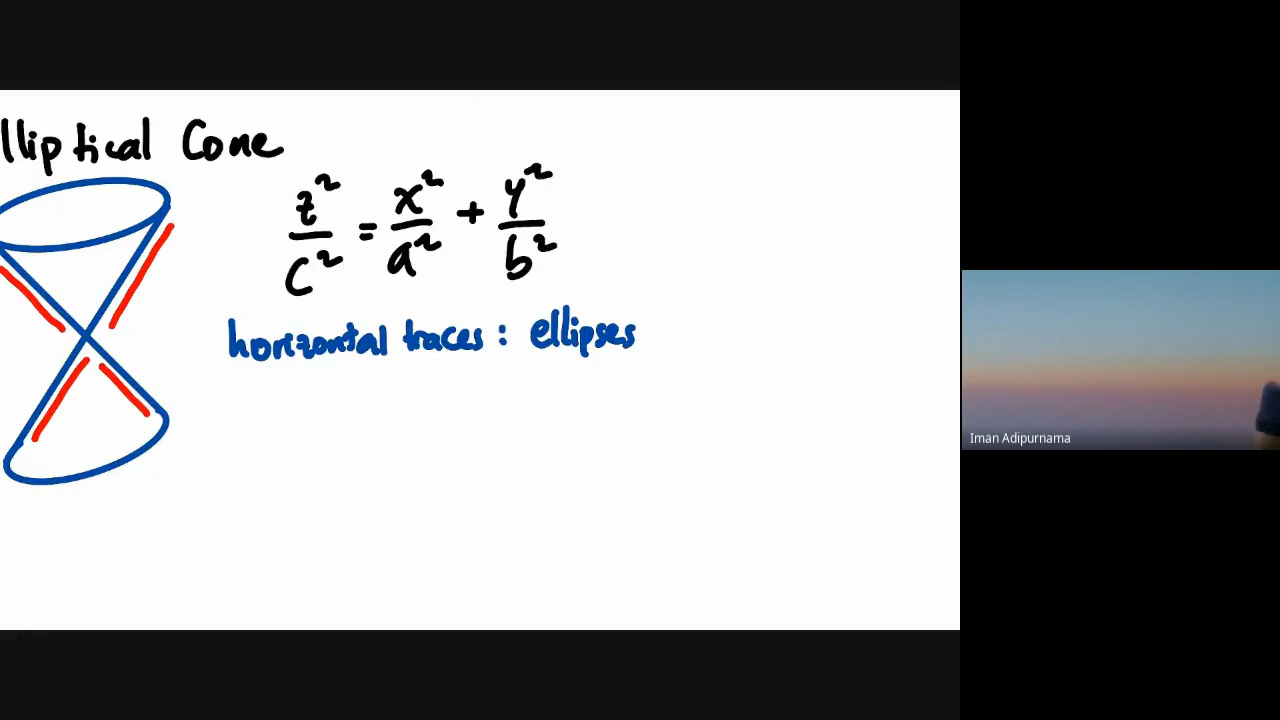 lliptical Cone
z²/c² = x²/a² + y²/b²
horizontal traces: ellipses
Iman Adipurnama